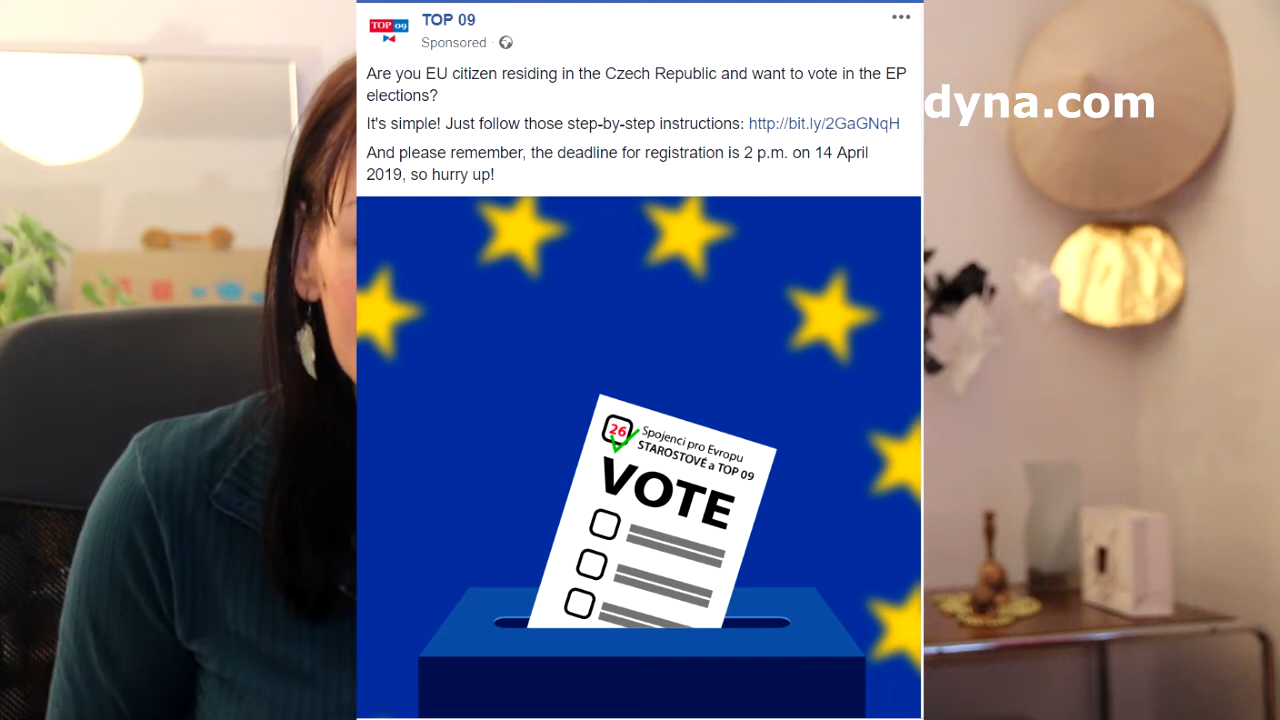 TOP 09
TOP 09
Sponsored ·
Are you EU citizen residing in the Czech Republic and want to vote in the EP
elections?
It's simple! Just follow those step-by-step instructions: http://bit.ly/2GaGNqH
And please remember, the deadline for registration is 2 p.m. on 14 April
2019, so hurry up!
dyna.com
26
Spojenci pro Evropu
STAROSTOVÉ a TOP 09
VOTE